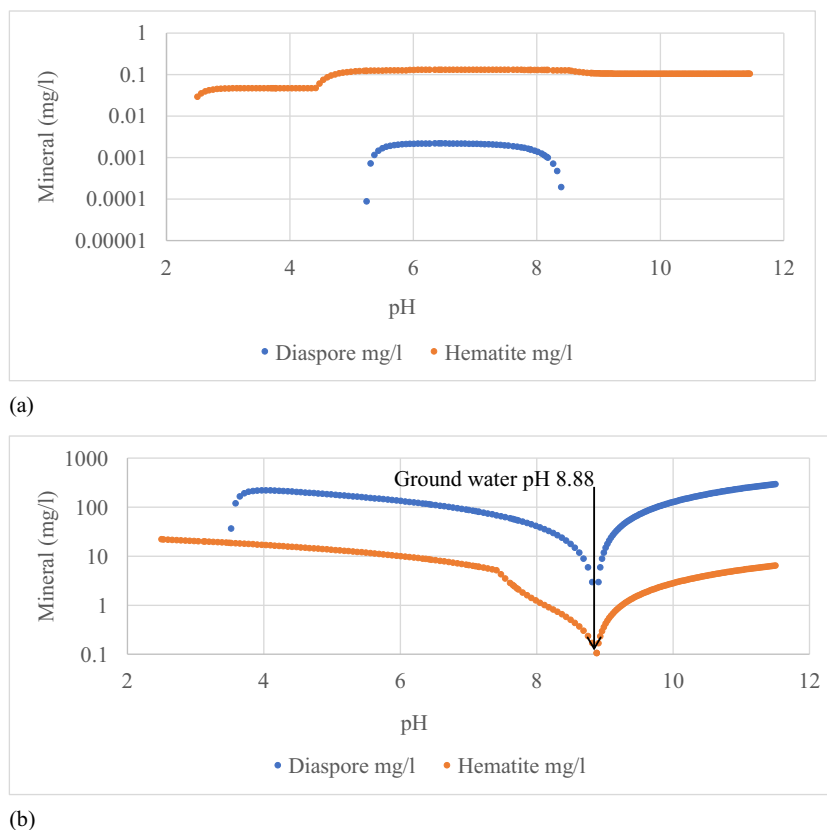 1
0.1
0.01
0.001
0.0001
0.00001
Mineral (mg/l)
2 4 6 8 10 12
pH
Diaspore mg/l Hematite mg/l
(a)
1000
100
10
1
0.1
Mineral (mg/l)
Ground water pH 8.88
2 4 6 8 10 12
pH
Diaspore mg/l Hematite mg/l
(b)